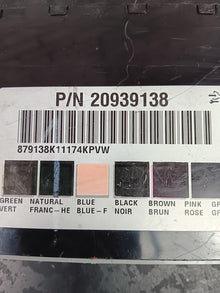 P/N 20939138
879138K11174KPVW
GREEN NATURAL BLUE BLACK BROWN PINK
VERT FRANC-HE BLUE-F NOIR BRUN ROSE